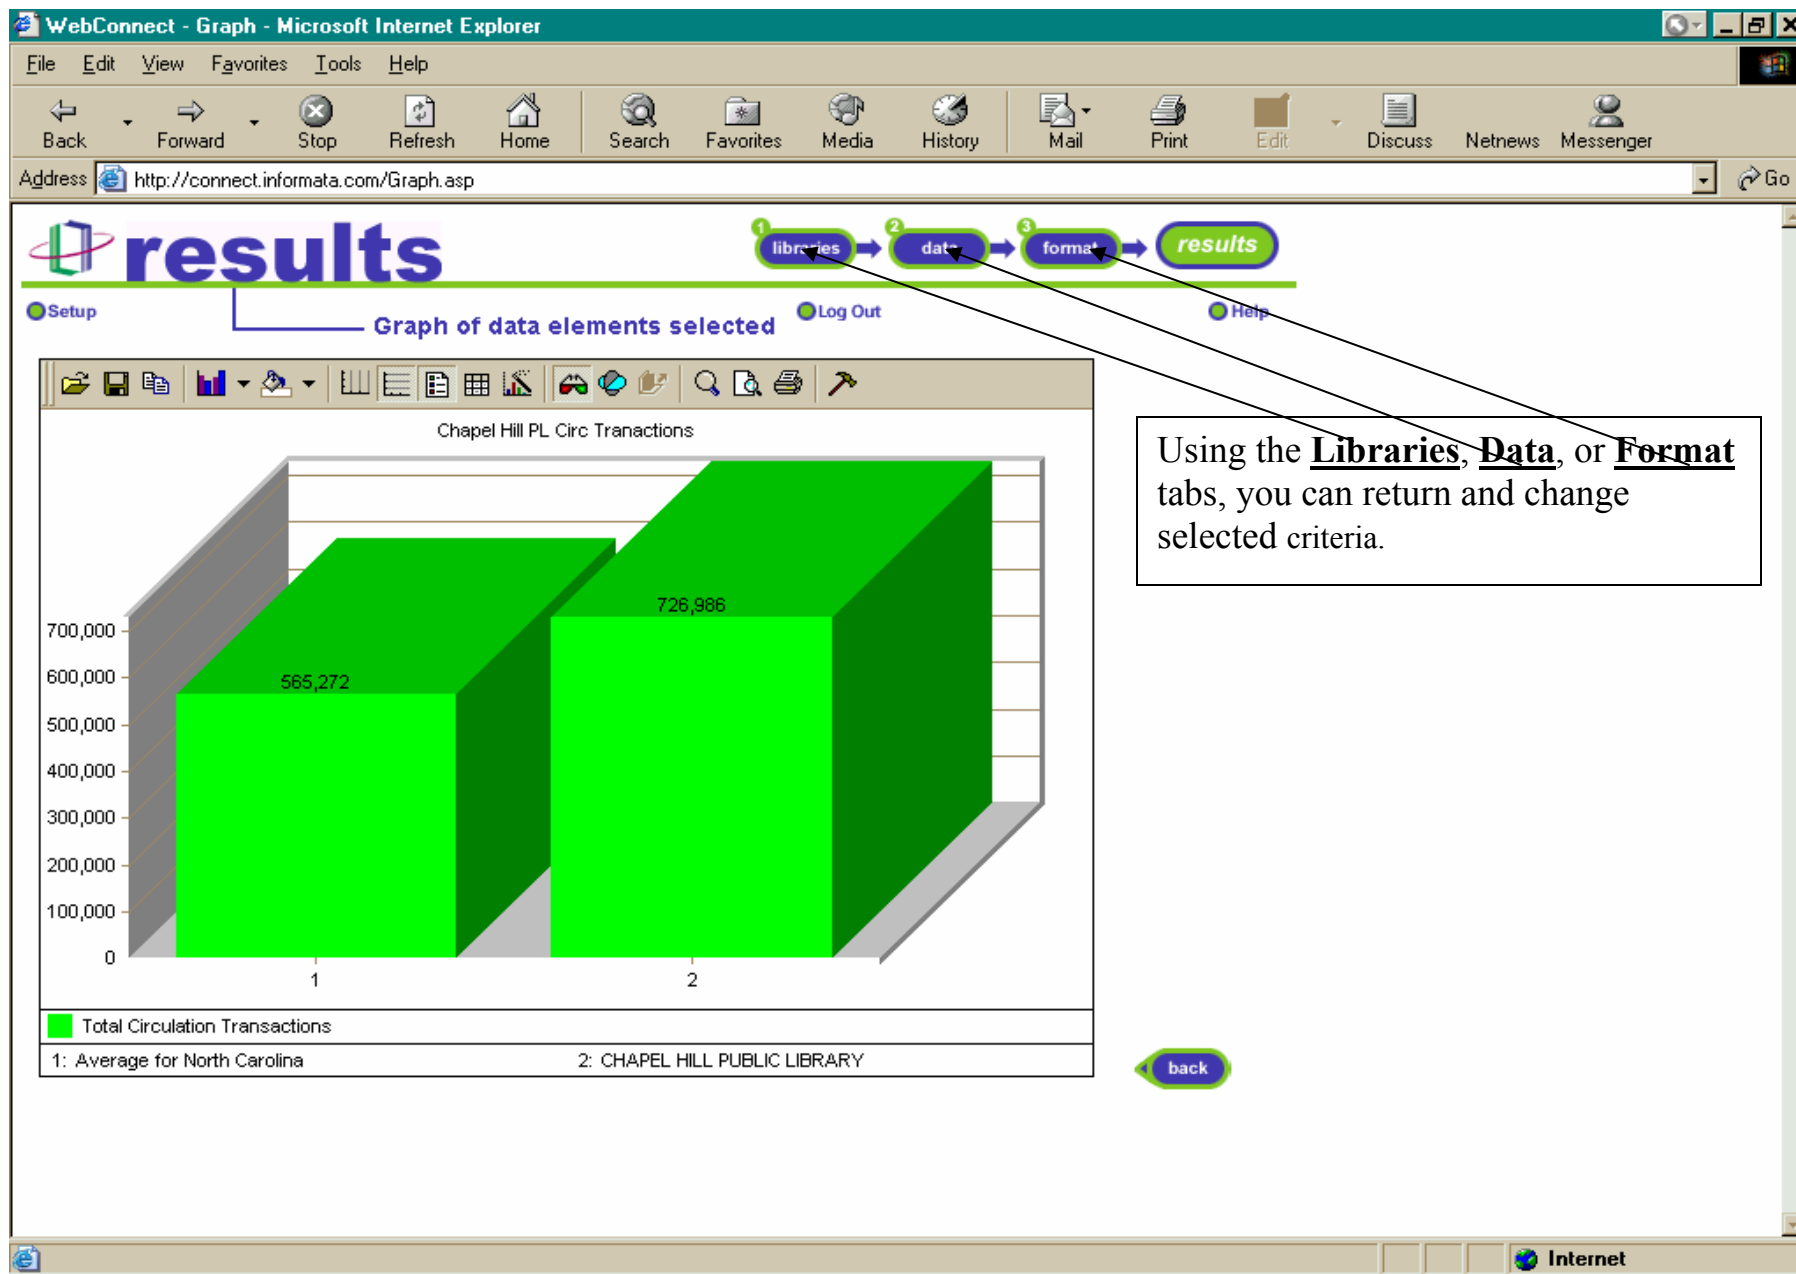 WebConnect - Graph - Microsoft Internet Explorer
File Edit View Favorites Tools Help
Back Forward Stop Refresh Home Search Favorites Media History Mail Print Edit Discuss Netnews Messenger
Address http://connect.informata.com/Graph.asp Go
results
1 libraries 2 data 3 format results
Setup Log Out Help
Graph of data elements selected
Using the Libraries, Data, or Format
tabs, you can return and change
selected criteria.
Chapel Hill PL Circ Tranactions
726,986
565,272
700,000
600,000
500,000
400,000
300,000
200,000
100,000
0
1 2
Total Circulation Transactions
1: Average for North Carolina 2: CHAPEL HILL PUBLIC LIBRARY
back
Internet